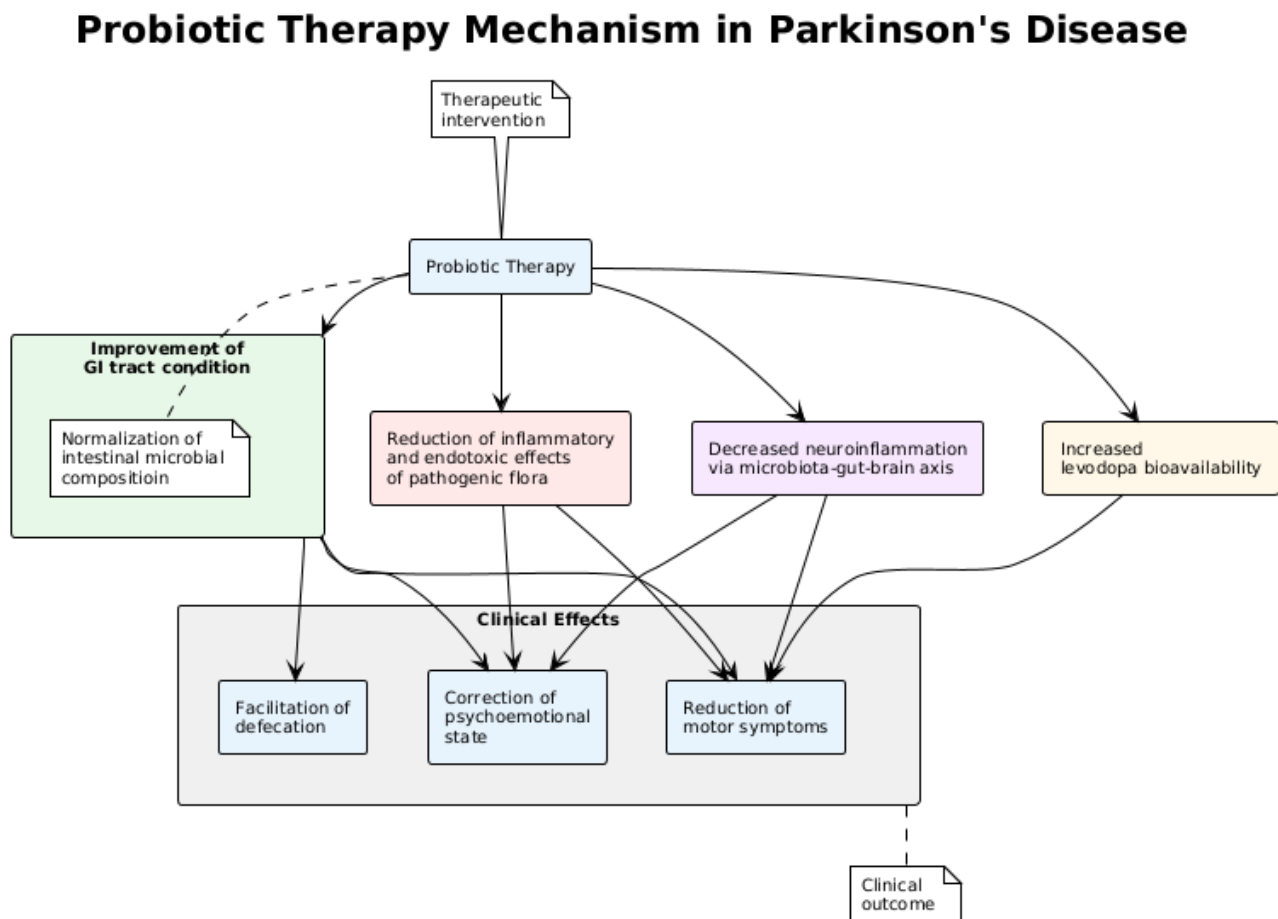 Probiotic Therapy Mechanism in Parkinson's Disease
Therapeutic
intervention
Probiotic Therapy
Improvement of
GI tract condition
Normalization of
intestinal microbial
compositioin
Reduction of inflammatory
and endotoxic effects
of pathogenic flora
Decreased neuroinflammation
via microbiota-gut-brain axis
Increased
levodopa bioavailability
Clinical Effects
Facilitation of
defecation
Correction of
psychoemotional
state
Reduction of
motor symptoms
Clinical
outcome